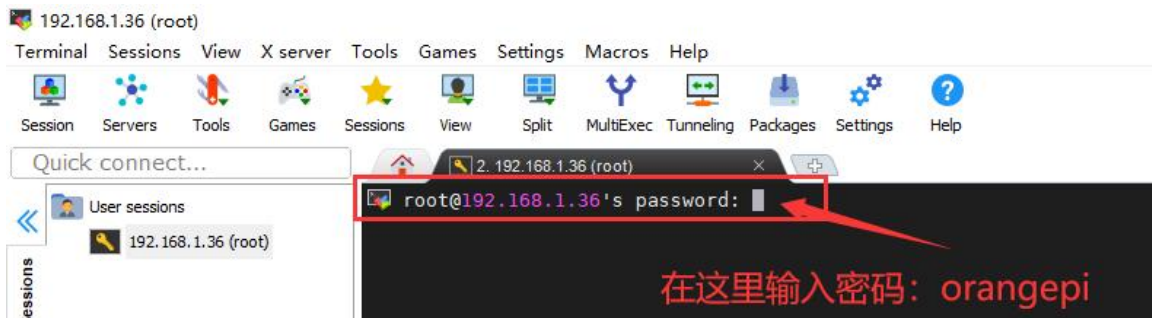 192.168.1.36 (root)
Terminal Sessions View X server Tools Games Settings Macros Help
Session Servers Tools Games Sessions View Split MultiExec Tunneling Packages Settings Help
Quick connect...
2. 192.168.1.36 (root)
root@192.168.1.36's password:
User sessions
192.168.1.36 (root)
在这里输入密码：orangepi